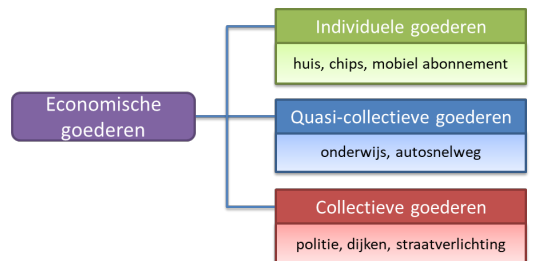 Economische
goederen
Individuele goederen
huis, chips, mobiel abonnement
Quasi-collectieve goederen
onderwijs, autosnelweg
Collectieve goederen
politie, dijken, straatverlichting